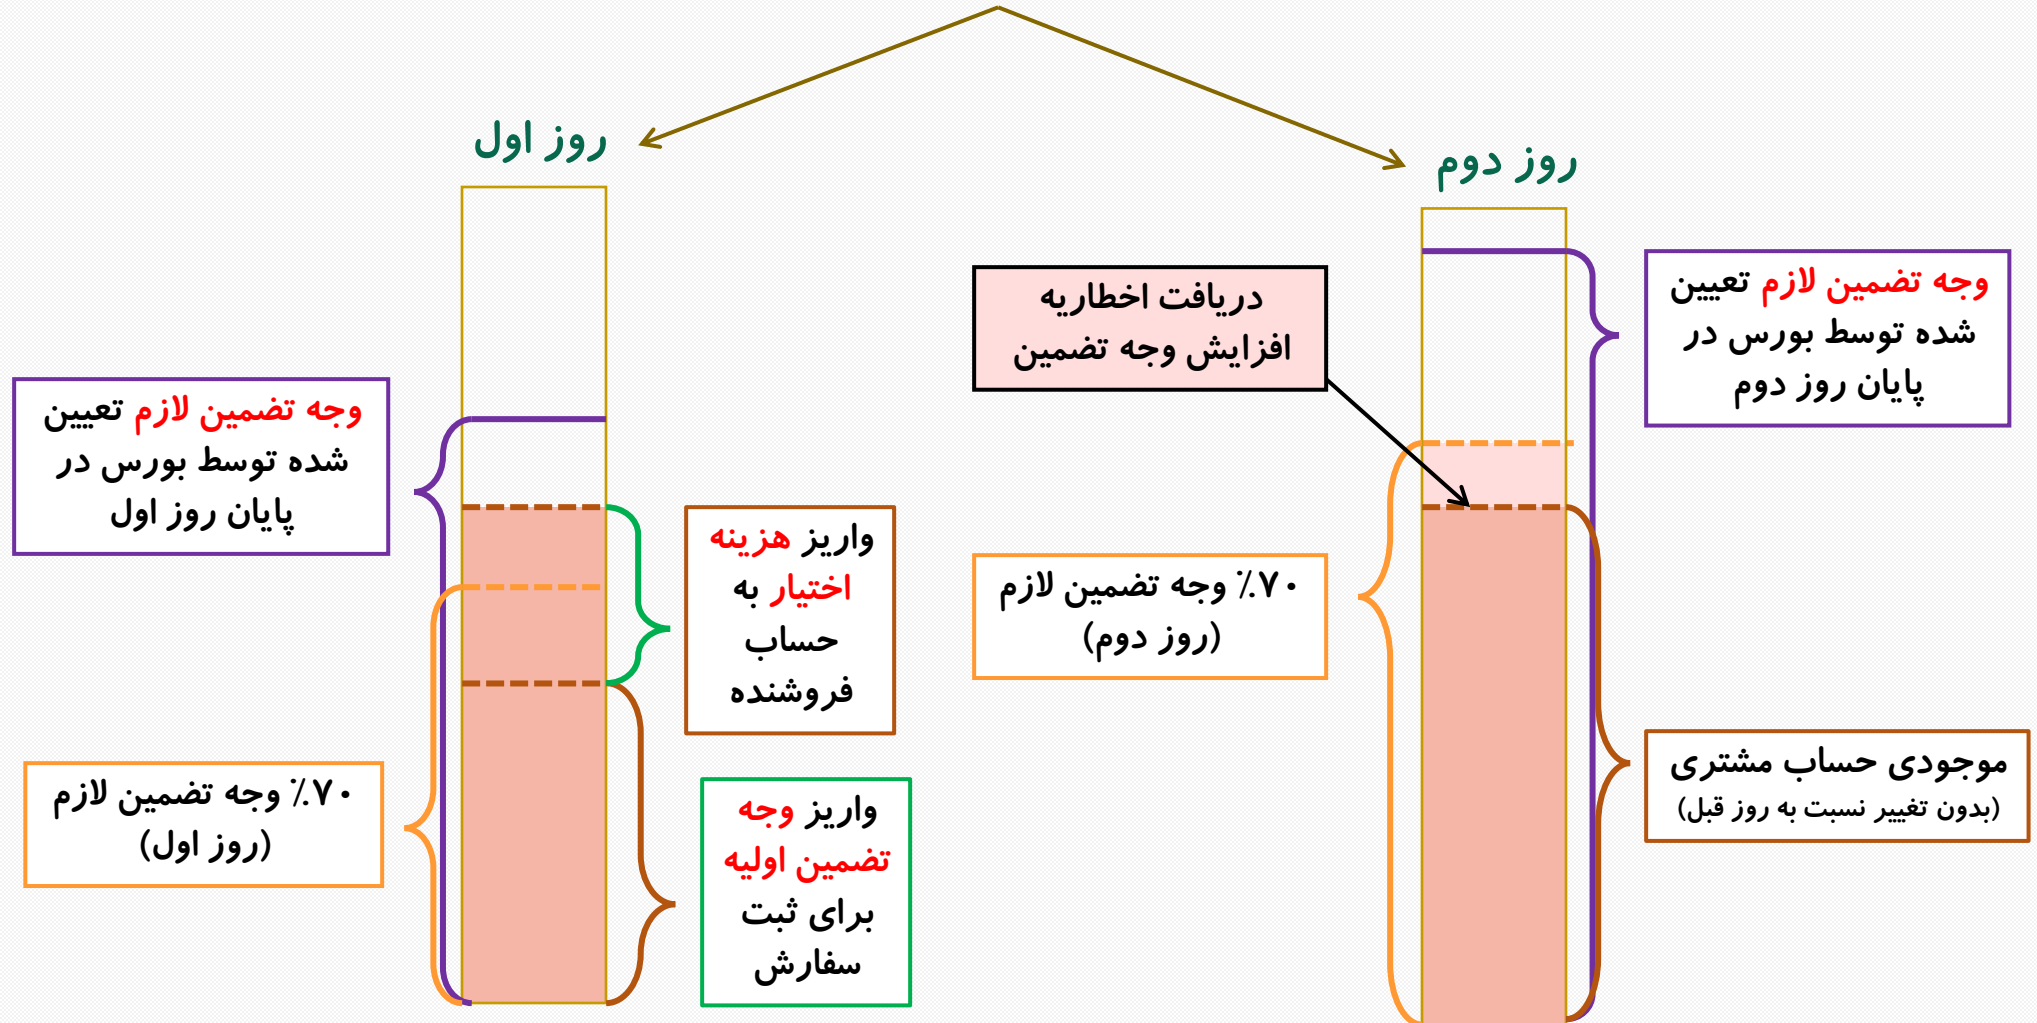 روز اول
روز دوم
وجه تضمین لازم تعیین
شده توسط بورس در
پایان روز دوم
دریافت اخطاریه
افزایش وجه تضمین
وجه تضمین لازم تعیین
شده توسط بورس در
پایان روز اول
واریز هزینه
اختیار به
حساب
فروشنده
۷۰٪ وجه تضمین لازم
(روز دوم)
موجودی حساب مشتری
(بدون تغییر نسبت به روز قبل)
واریز وجه
تضمین اولیه
برای ثبت
سفارش
۷۰٪ وجه تضمین لازم
(روز اول)